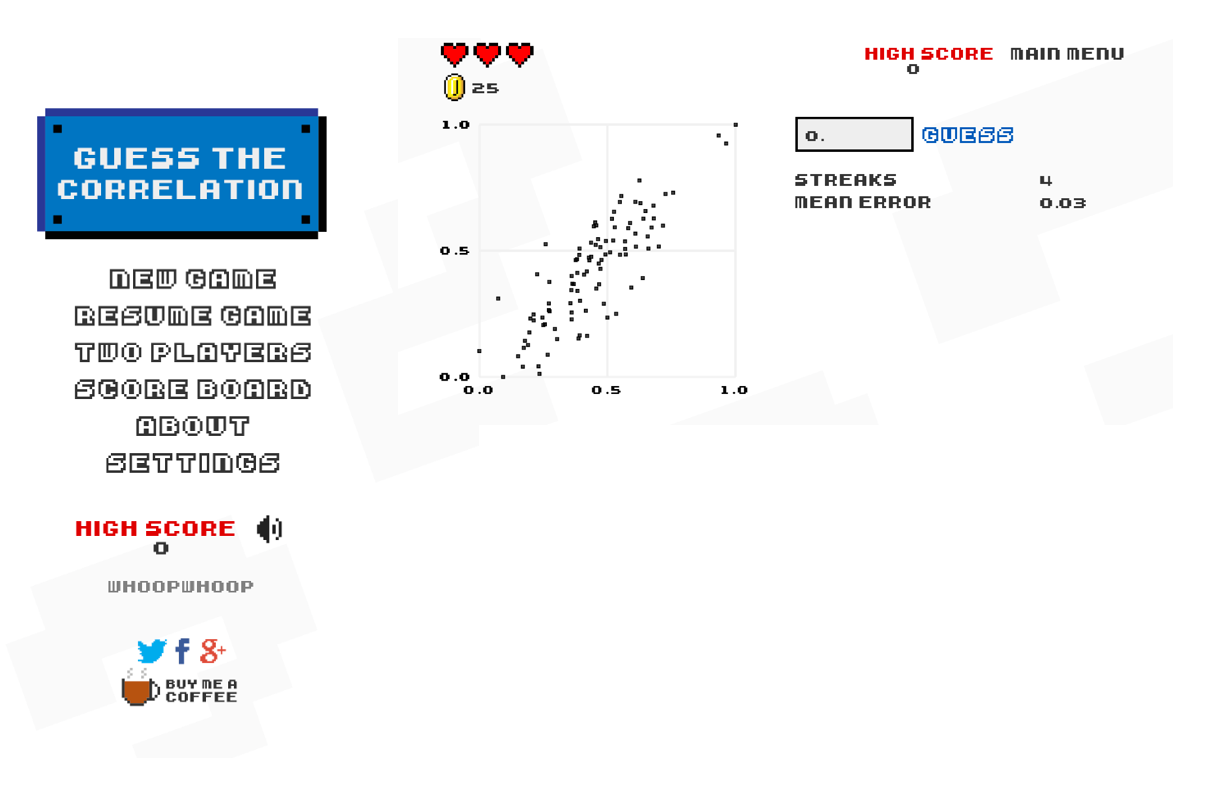 GUESS THE
CORRELATION
NEW GAME
RESUME GAME
TWO PLAYERS
SCORE BOARD
ABOUT
SETTINGS
HIGH SCORE
0
WHOOPWHOOP
BUY ME A
COFFEE
25
HIGH SCORE MAIN MENU
0
1.0
0.5
0.0
0.0 0.5 1.0
0. GUESS
STREAKS 4
MEAN ERROR 0.03